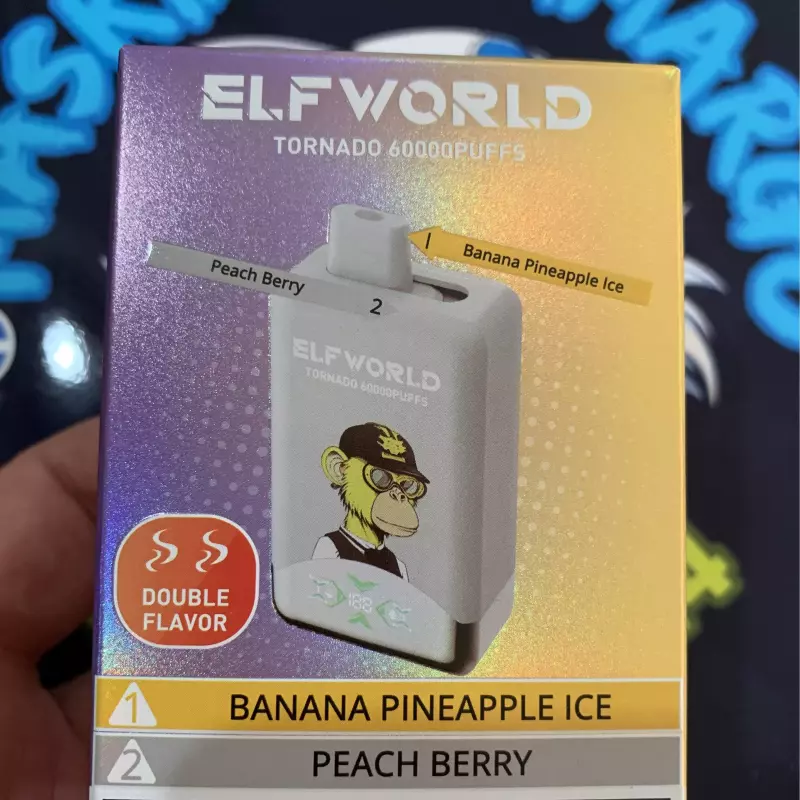 ELFWORLD
TORNADO 60000PUFFS
1 Banana Pineapple Ice
Peach Berry
2
ELFWORLD
TORNADO 60000PUFFS
188
DOUBLE
FLAVOR
1 BANANA PINEAPPLE ICE
2 PEACH BERRY